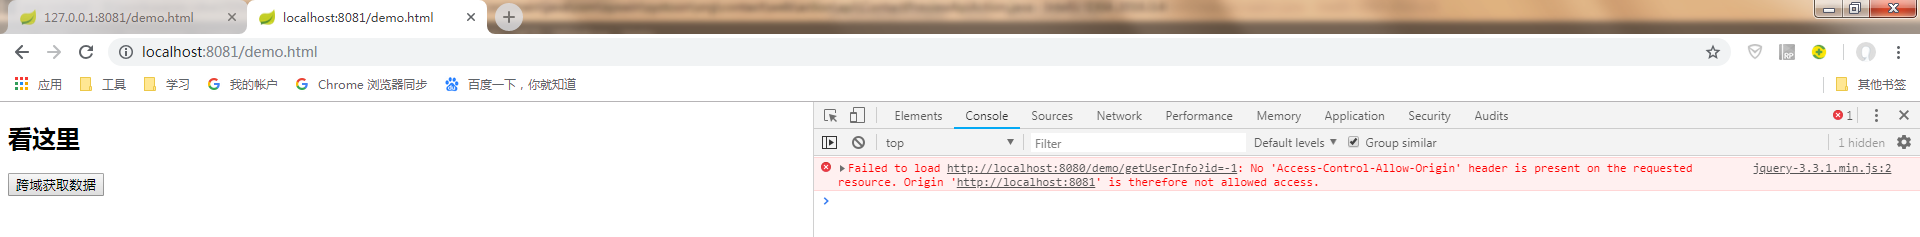 127.0.0.1:8081/demo.html
localhost:8081/demo.html
localhost:8081/demo.html
RP
应用 工具 学习 我的帐户 Chrome 浏览器同步 百度一下，你就知道 其他书签
看这里
跨域获取数据
Elements Console Sources Network Performance Memory Application Security Audits 1
top Filter Default levels Group similar 1 hidden
Failed to load http://localhost:8080/demo/getUserInfo?id=-1: No 'Access-Control-Allow-Origin' header is present on the requested jquery-3.3.1.min.js:2
resource. Origin 'http://localhost:8081' is therefore not allowed access.